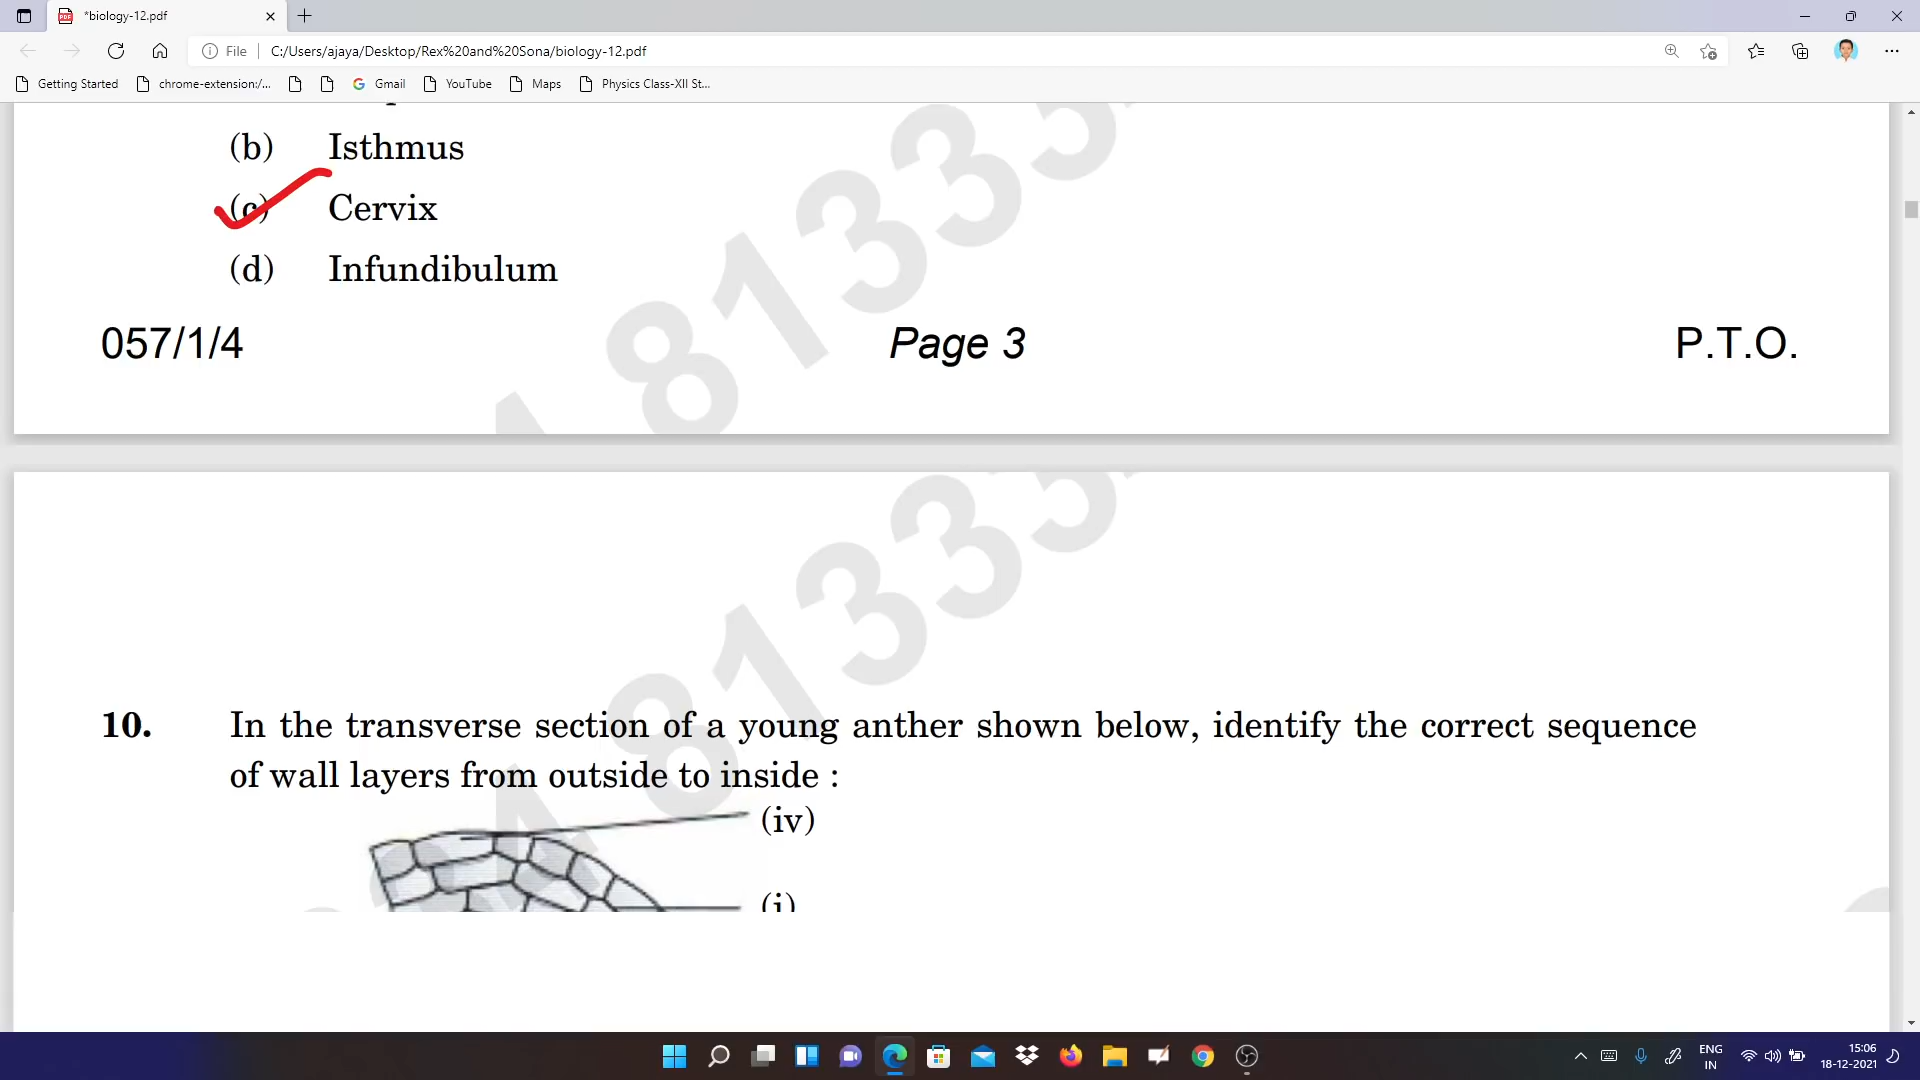 *biology-12.pdf
File
C:/Users/ajaya/Desktop/Rex%20and%20Sona/biology-12.pdf
Getting Started
chrome-extension:/...
Gmail
YouTube
Maps
Physics Class-XII St...
(b) Isthmus
(c) Cervix
(d) Infundibulum
057/1/4
Page 3
P.T.O.
10. In the transverse section of a young anther shown below, identify the correct sequence
of wall layers from outside to inside :
(iv)
(i)
ENG
IN
15:06
18-12-2021